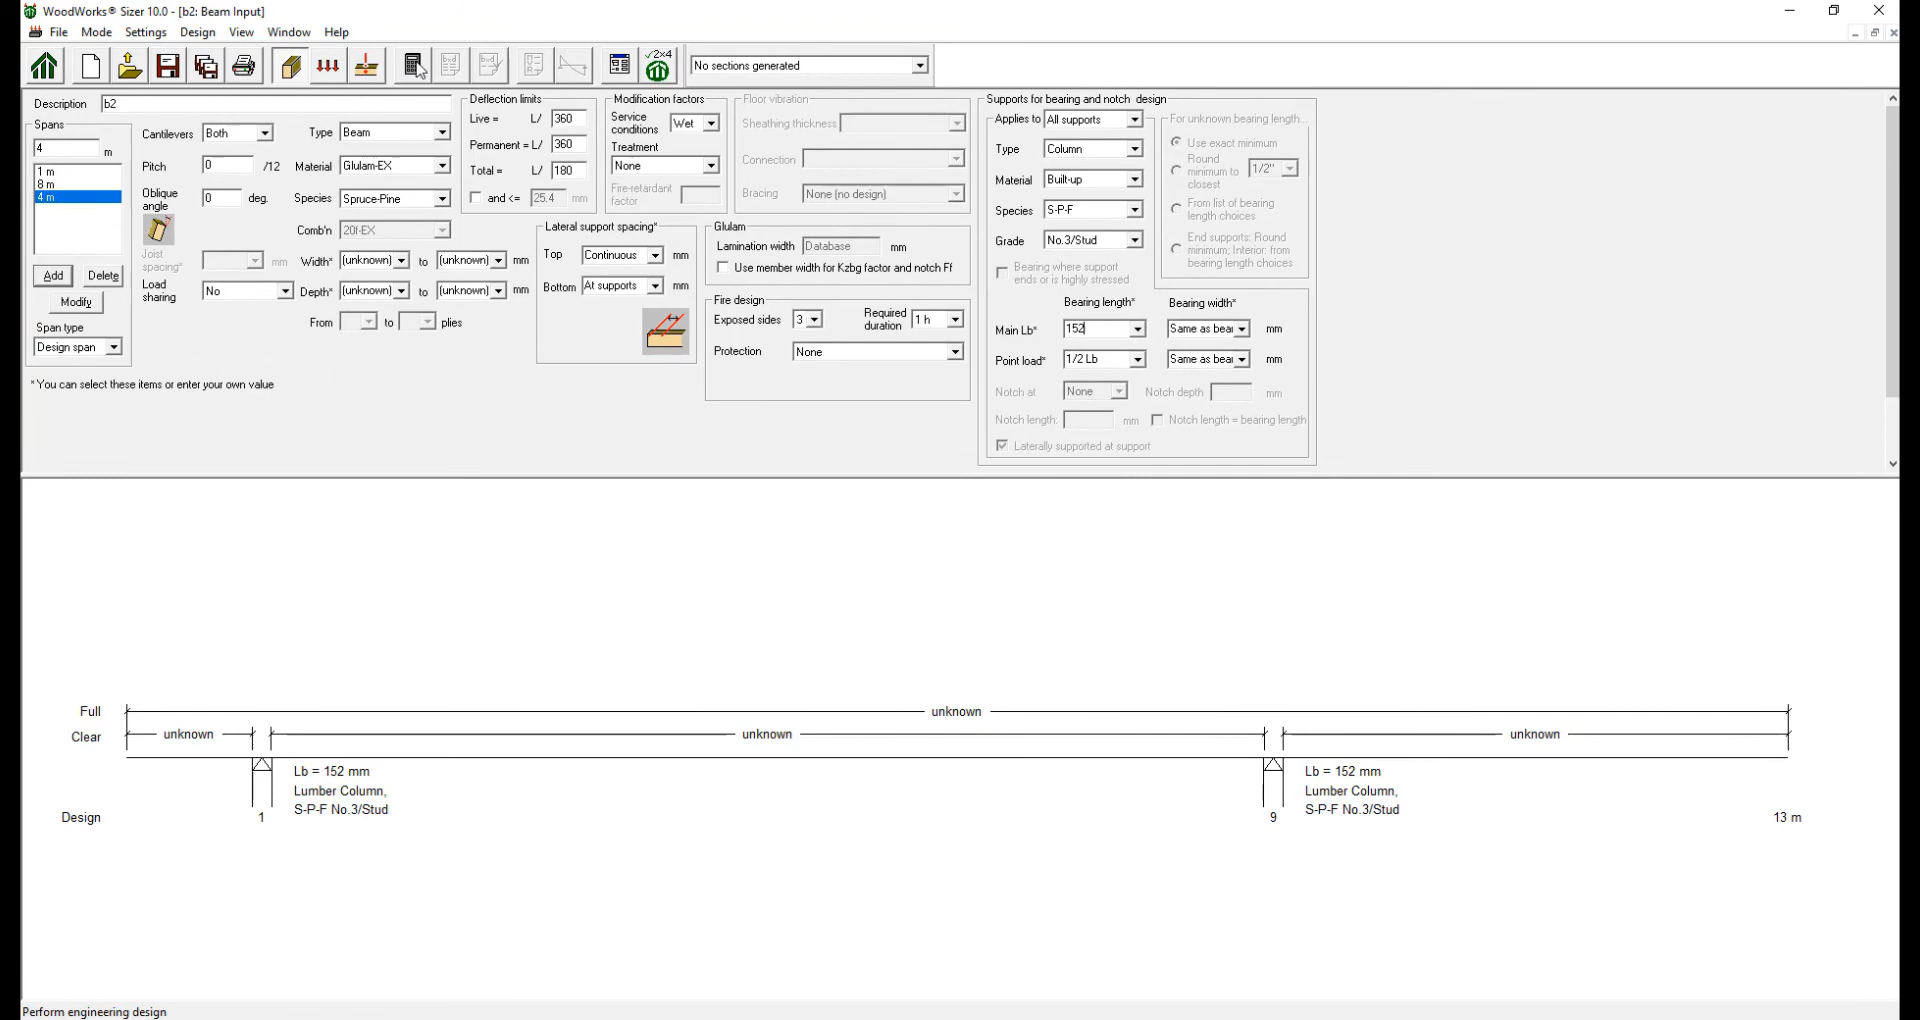 WoodWorks® Sizer 10.0 - [b2: Beam Input]
File Mode Settings Design View Window Help
✓2x4
No sections generated
Description b2
Spans
4 m
1 m
8 m
4 m
Add Delete
Modify
Span type
Design span
Cantilevers Both
Pitch 0 /12
Oblique angle 0 deg.
Joist spacing* mm
Load sharing No
Type Beam
Material Glulam-EX
Species Spruce-Pine
Comb'n 20f-EX
Width* (unknown) to (unknown) mm
Depth* (unknown) to (unknown) mm
From to plies
* You can select these items or enter your own value
Deflection limits
Live = L/ 360
Permanent = L/ 360
Total = L/ 180
and <= 25.4 mm
Modification factors
Service conditions Wet
Treatment
None
Fire-retardant factor
Lateral support spacing*
Top Continuous mm
Bottom At supports mm
Floor vibration
Sheathing thickness
Connection
Bracing None (no design)
Glulam
Lamination width Database mm
Use member width for Kzbg factor and notch Ff
Fire design
Exposed sides 3 Required duration 1 h
Protection None
Supports for bearing and notch design
Applies to All supports
Type Column
Material Built-up
Species S-P-F
Grade No.3/Stud
Bearing where support ends or is highly stressed
For unknown bearing length...
Use exact minimum
Round minimum to closest 1/2"
From list of bearing length choices
End supports: Round minimum; Interior: from bearing length choices
Bearing length* Bearing width*
Main Lb* 152 Same as bear mm
Point load* 1/2 Lb Same as bear mm
Notch at None Notch depth mm
Notch length: mm Notch length = bearing length
Laterally supported at support
Full unknown
Clear unknown unknown unknown
Lb = 152 mm
Lumber Column,
S-P-F No.3/Stud
Lb = 152 mm
Lumber Column,
S-P-F No.3/Stud
Design 1 9 13 m
Perform engineering design